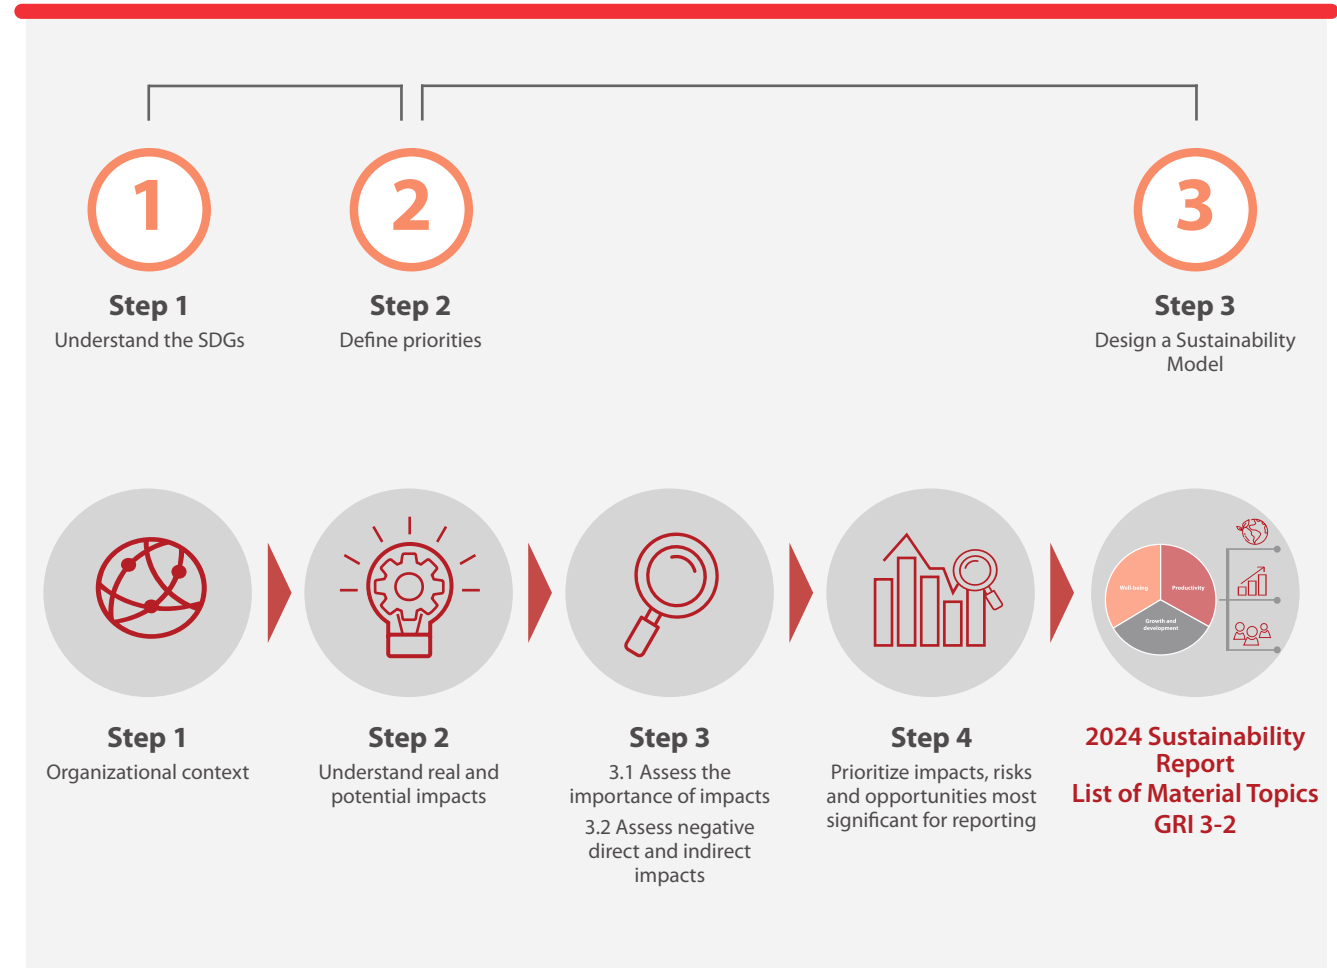 1
2
3
Step 1
Understand the SDGs
Step 2
Define priorities
Step 3
Design a Sustainability
Model
Well-being
Productivity
Growth and
development
Step 1
Organizational context
Step 2
Understand real and
potential impacts
Step 3
3.1 Assess the
importance of impacts
3.2 Assess negative
direct and indirect
impacts
Step 4
Prioritize impacts, risks
and opportunities most
significant for reporting
2024 Sustainability
Report
List of Material Topics
GRI 3-2